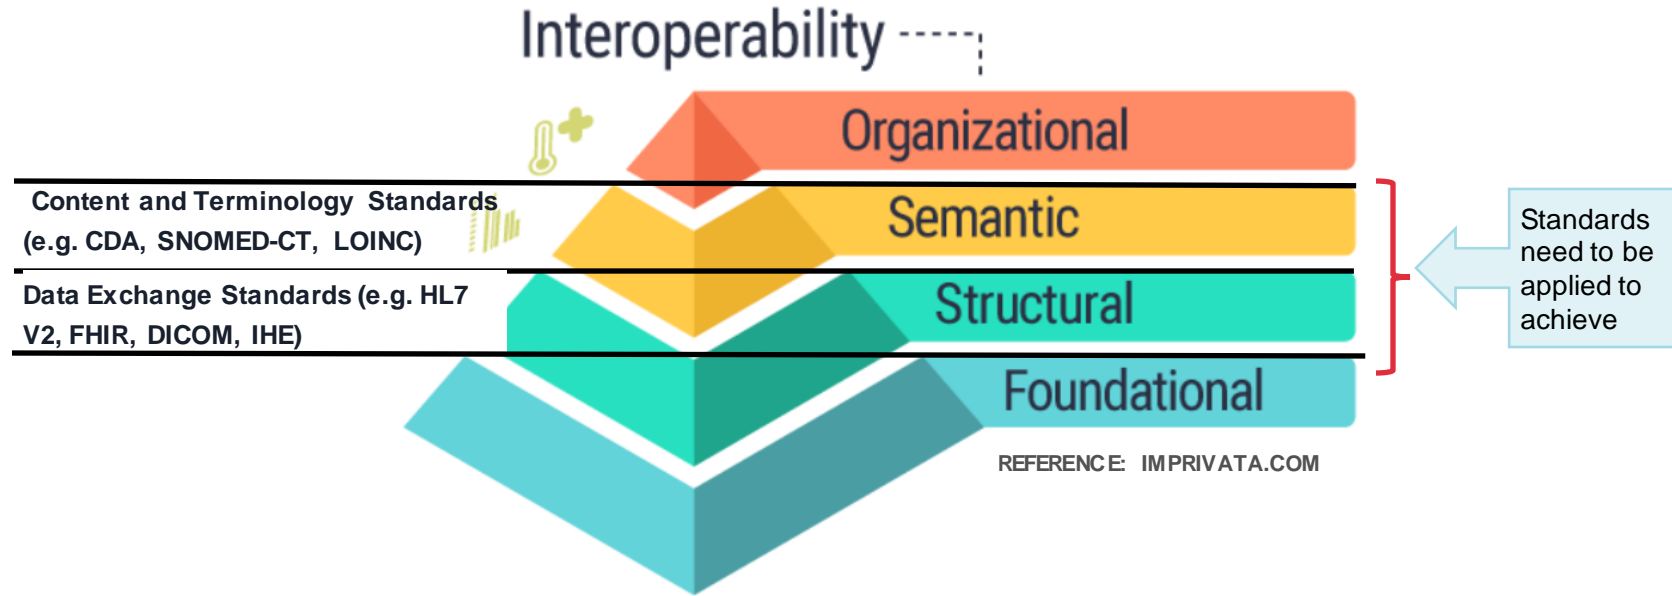 Interoperability
Organizational
Content and Terminology Standards
(e.g. CDA, SNOMED-CT, LOINC)
Semantic
Data Exchange Standards (e.g. HL7
V2, FHIR, DICOM, IHE)
Structural
Foundational
Standards
need to be
applied to
achieve
REFERENCE: IMPRIVATA.COM